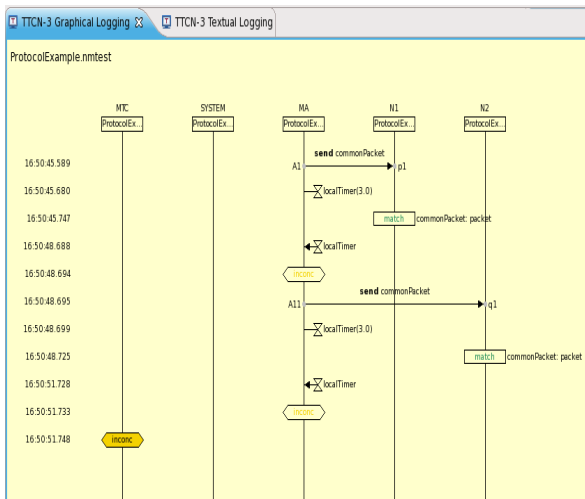 TTCN-3 Graphical Logging TTCN-3 Textual Logging
ProtocolExample.nmtest
MTC SYSTEM MA N1 N2
ProtocolEx... ProtocolEx... ProtocolEx... ProtocolEx... ProtocolEx...
send commonPacket
16:50:45.589 A1 p1
16:50:45.680 localTimer(3.0)
16:50:45.747 match commonPacket: packet
16:50:48.688 localTimer
16:50:48.694 inconc
send commonPacket
16:50:48.695 A11 q1
16:50:48.699 localTimer(3.0)
16:50:48.725 match commonPacket: packet
16:50:51.728 localTimer
16:50:51.733 inconc
16:50:51.748 inconc